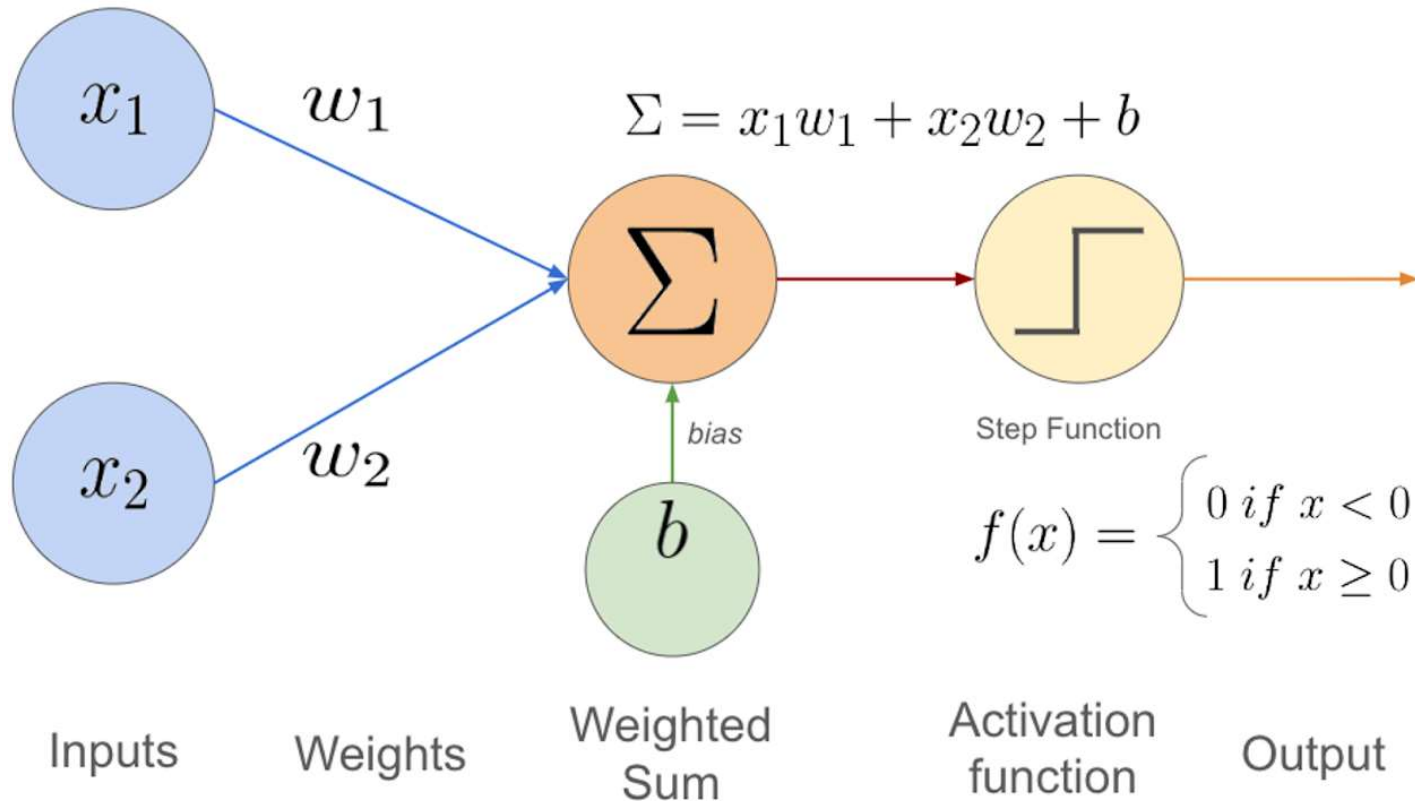 x₁
w₁
Σ = x₁w₁ + x₂w₂ + b
Σ
bias
Step Function
x₂
w₂
b
f(x) = { 0 if x < 0
1 if x ≥ 0
Inputs
Weights
Weighted
Sum
Activation
function
Output